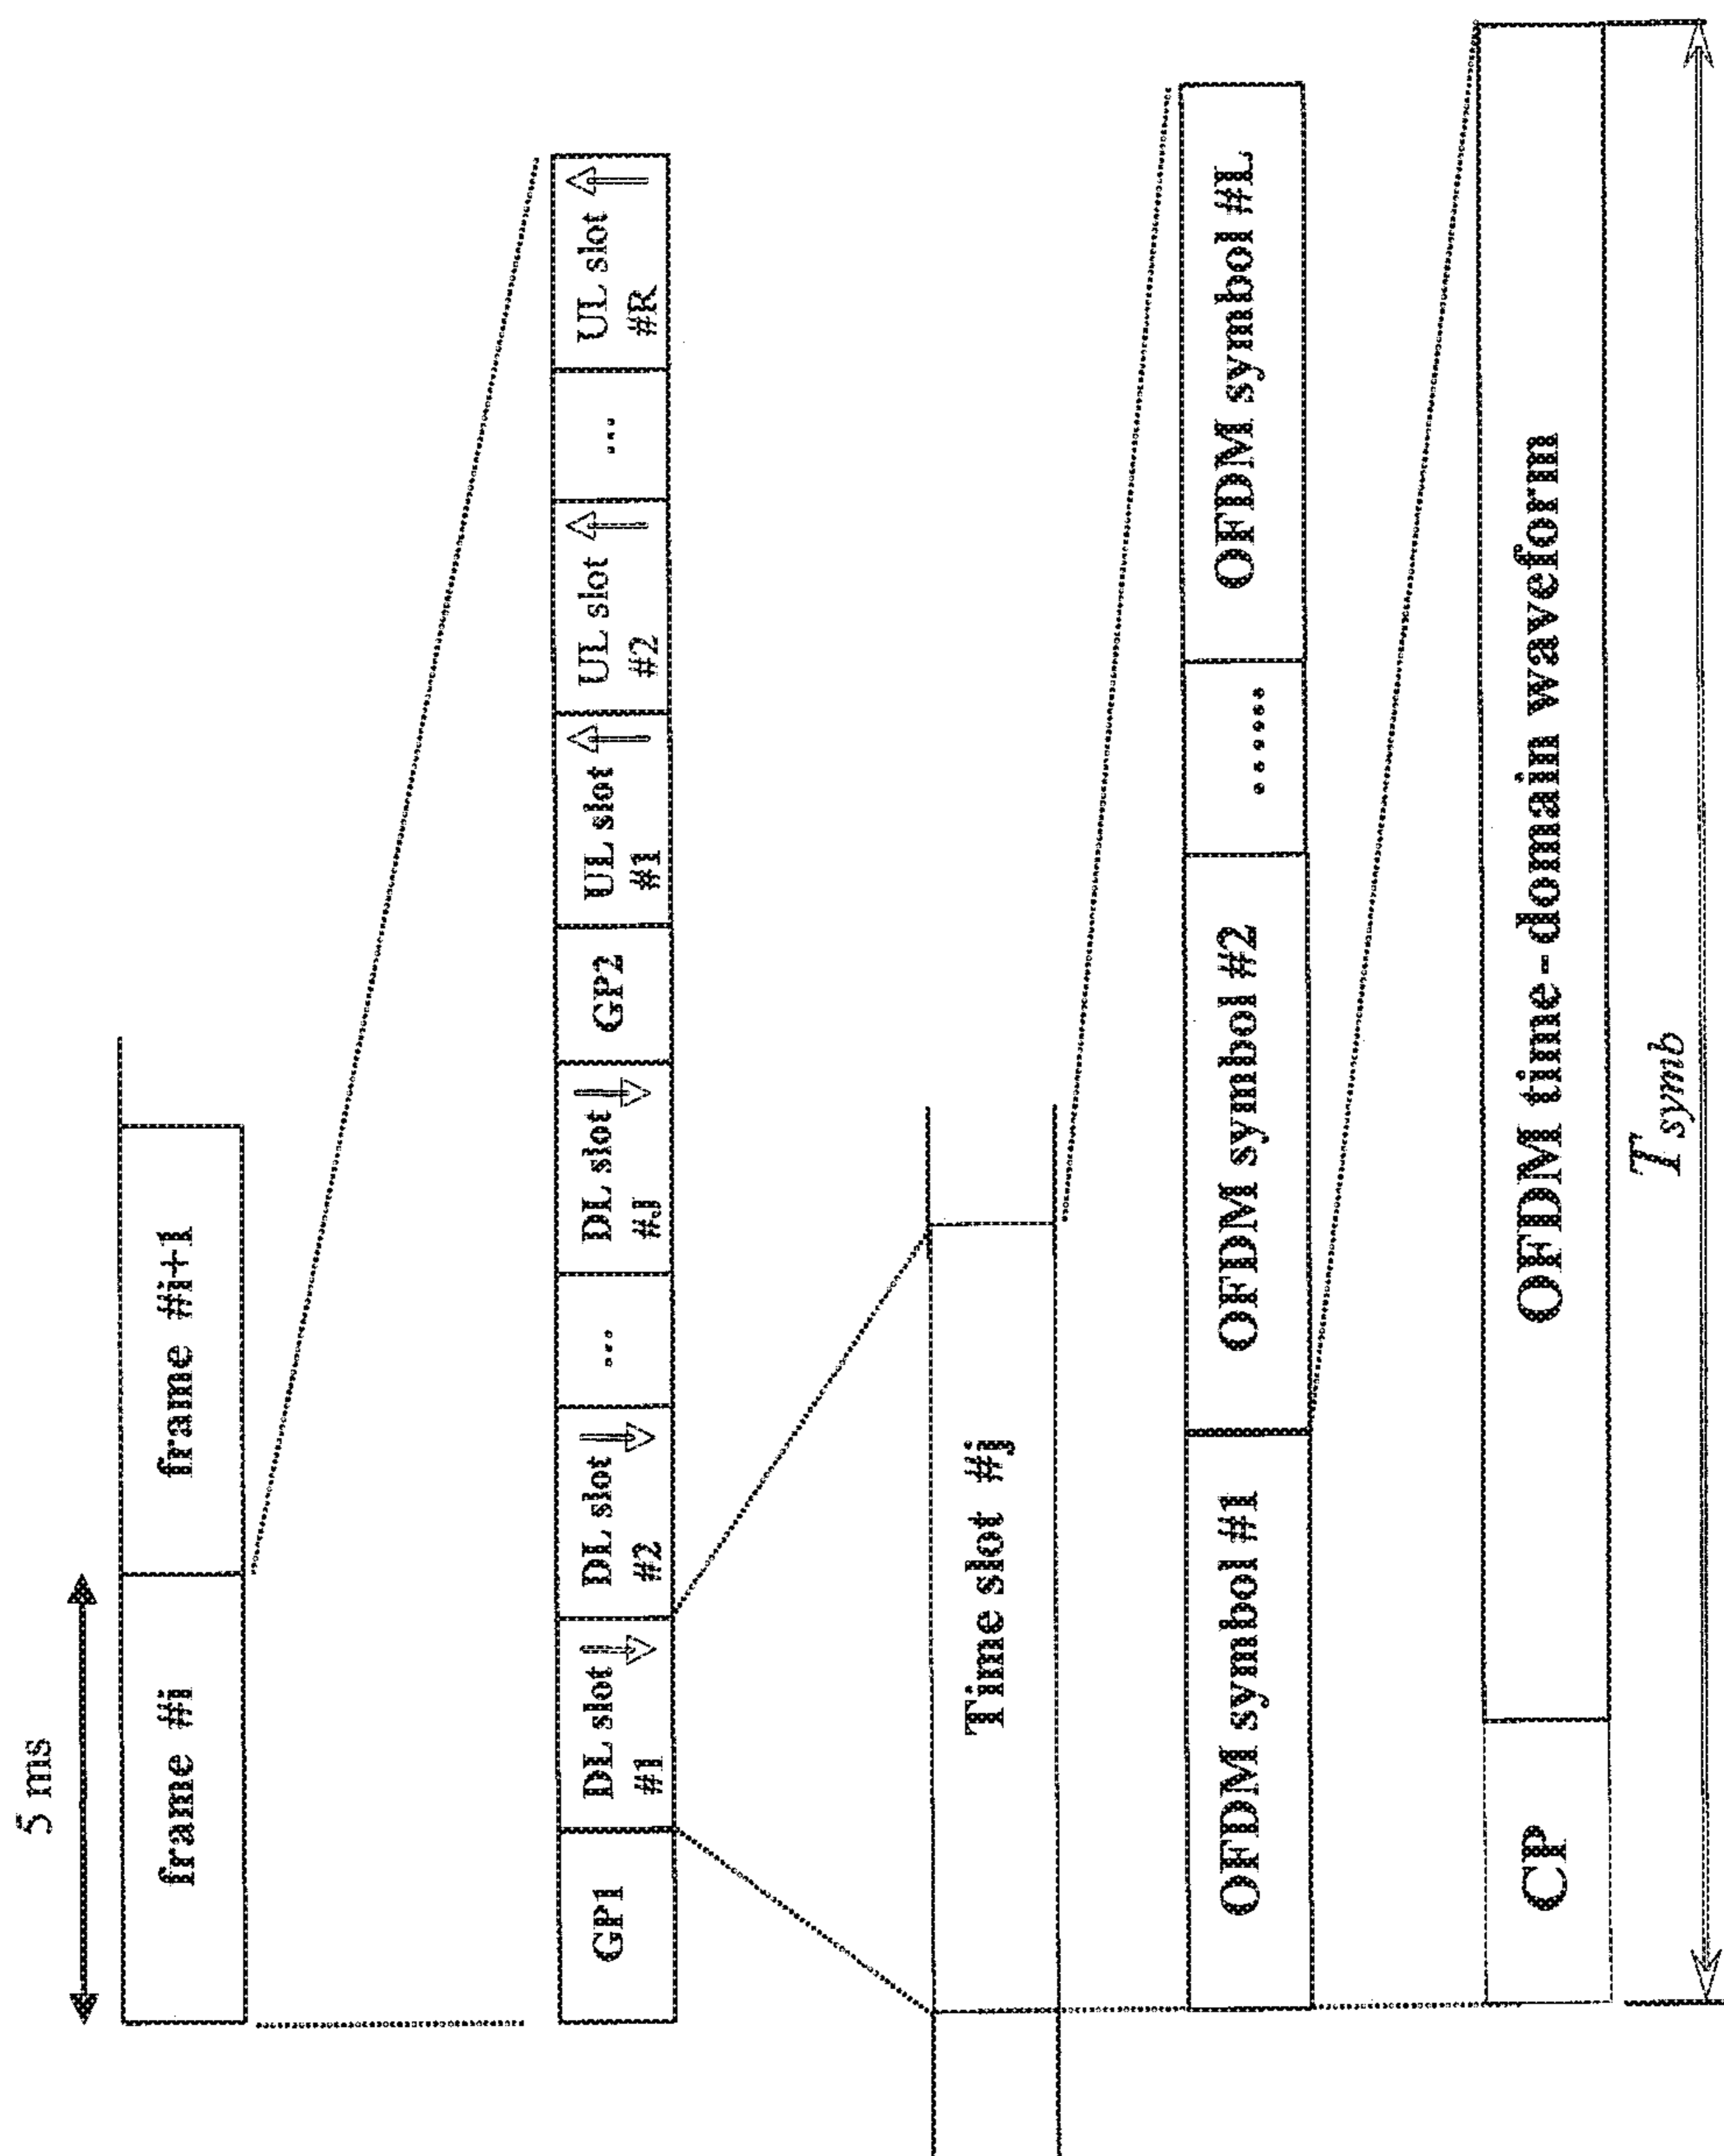 5 ms
frame #i
frame #i+1
GP1
DL slot
#1
DL slot
#2
...
DL slot
#J
GP2
UL slot
#1
UL slot
#2
...
UL slot
#R
Time slot #j
OFDM symbol #1
OFDM symbol #2
.......
OFDM symbol #L
CP
OFDM time-domain waveform
Tsymb